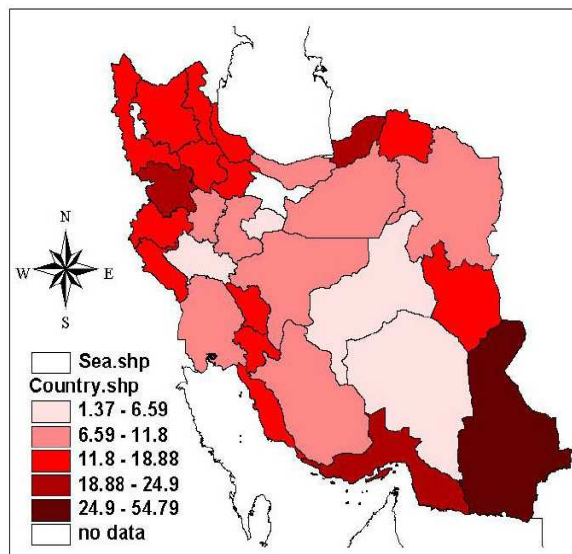 N
W E
S
Sea.shp
Country.shp
1.37 - 6.59
6.59 - 11.8
11.8 - 18.88
18.88 - 24.9
24.9 - 54.79
no data